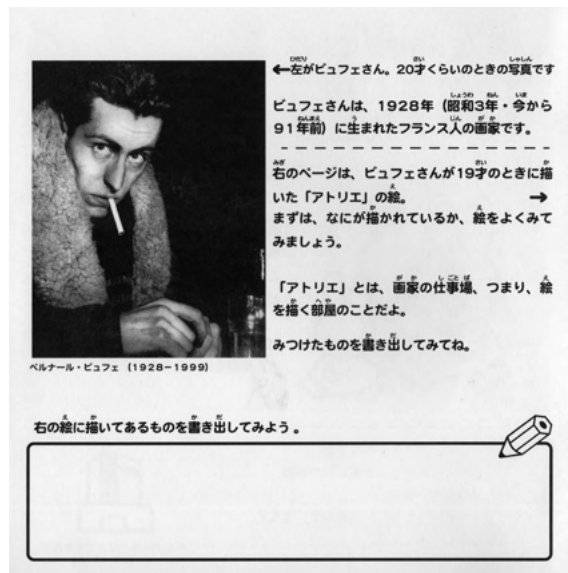 ←左がビュフェさん。20才くらいのときの写真です
ビュフェさんは、1928年（昭和3年・今から
91年前）に生まれたフランス人の画家です。
右のページは、ビュフェさんが19才のときに描
いた「アトリエ」の絵。 →
まずは、なにが描かれているか、絵をよくみて
みましょう。
「アトリエ」とは、画家の仕事場、つまり、絵
を描く部屋のことだよ。
みつけたものを書き出してみてね。
ベルナール・ビュフェ（1928−1999）
右の絵に描いてあるものを書き出してみよう。